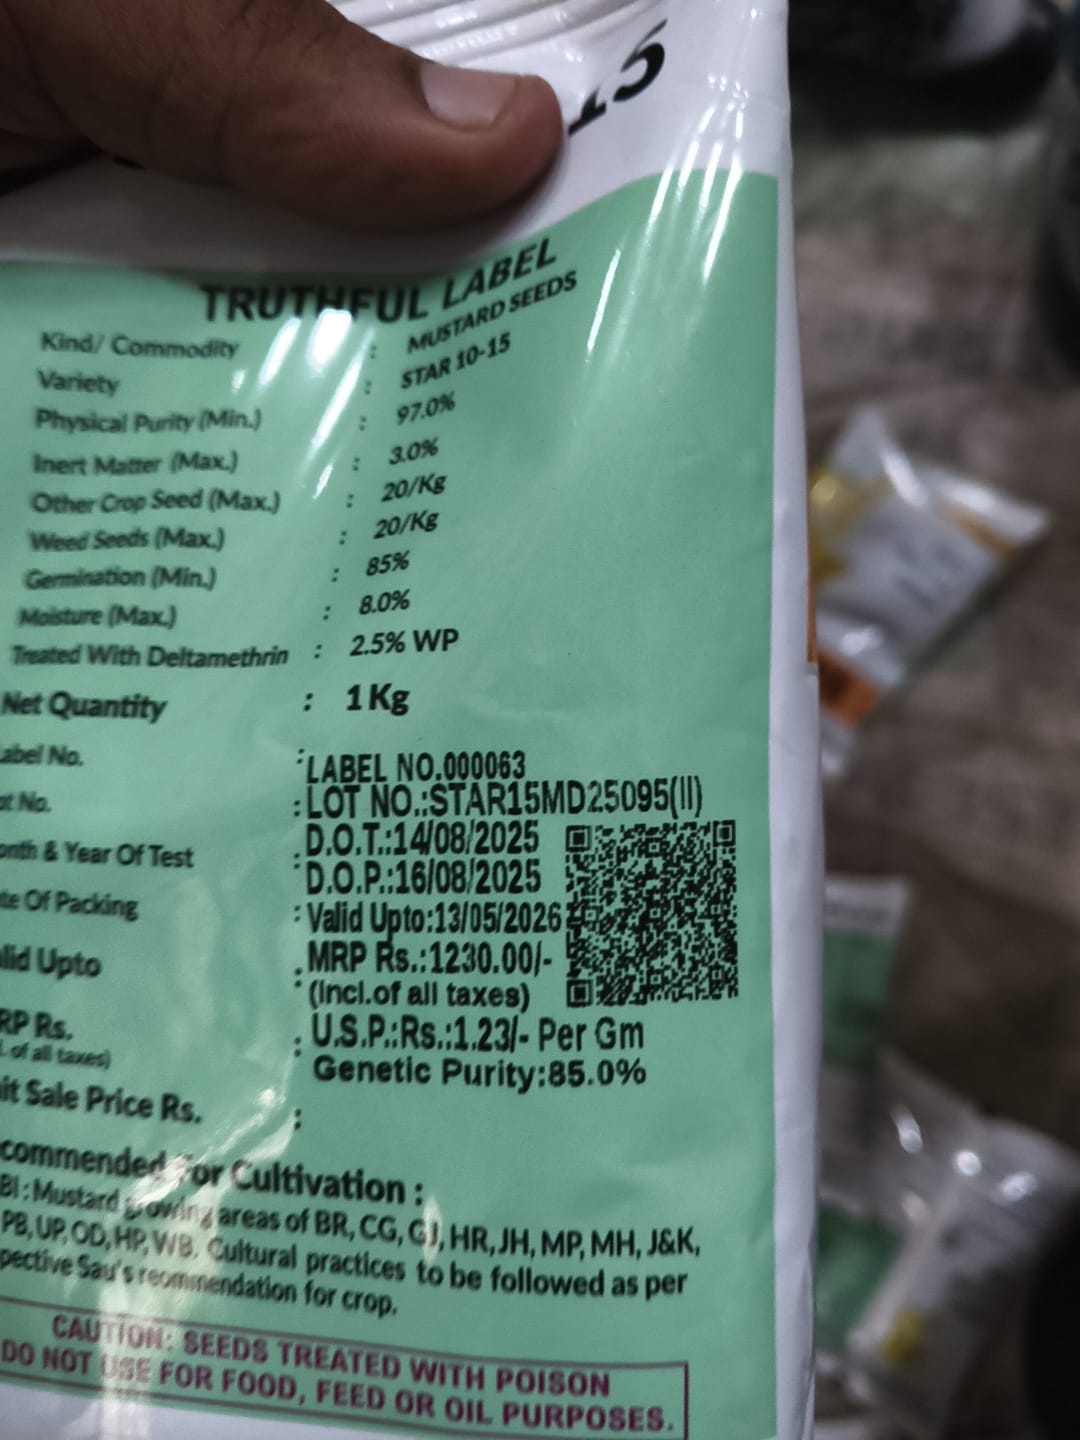 15
TRUTHFUL LABEL
Kind/ Commodity : MUSTARD SEEDS
Variety : STAR 10-15
Physical Purity (Min.) : 97.0%
Inert Matter (Max.) : 3.0%
Other Crop Seed (Max.) : 20/Kg
Weed Seeds (Max.) : 20/Kg
Germination (Min.) : 85%
Moisture (Max.) : 8.0%
Treated With Deltamethrin : 2.5% WP
Net Quantity : 1 Kg
abel No. : LABEL NO.000063
ot No. : LOT NO.:STAR15MD25095(II)
onth & Year Of Test : D.O.T.:14/08/2025
te Of Packing : D.O.P.:16/08/2025
lid Upto : Valid Upto:13/05/2026
RP Rs. : MRP Rs.:1230.00/-
. of all taxes) (Incl.of all taxes)
it Sale Price Rs. : U.S.P.:Rs.:1.23/- Per Gm
Genetic Purity:85.0%
commended For Cultivation :
BI : Mustard growing areas of BR, CG, GJ, HR, JH, MP, MH, J&K,
PB, UP, OD, HP, WB. Cultural practices to be followed as per
pective Sau's reommendation for crop.
CAUTION: SEEDS TREATED WITH POISON
DO NOT USE FOR FOOD, FEED OR OIL PURPOSES.